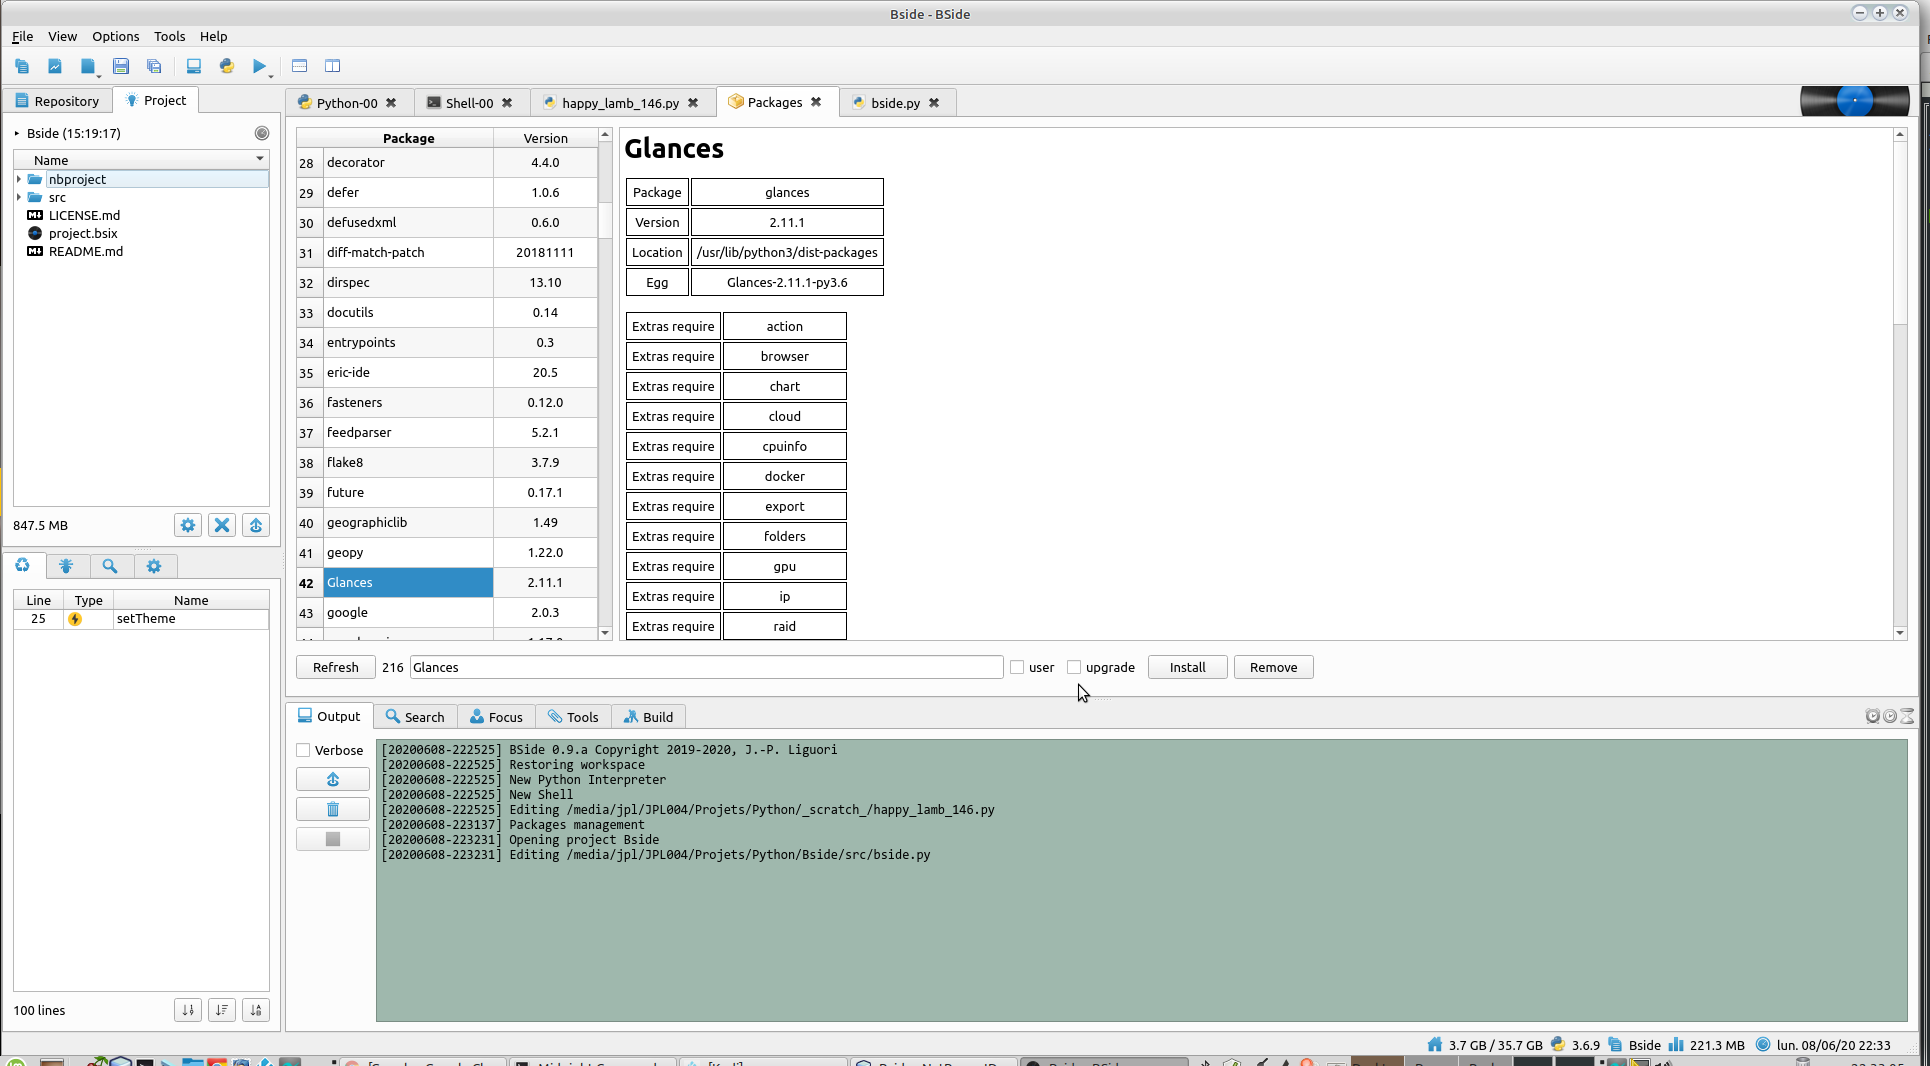 Bside - BSide
File View Options Tools Help
Repository Project
Python-00 Shell-00 happy_lamb_146.py Packages bside.py
Bside (15:19:17)
Name
nbproject
src
LICENSE.md
project.bsix
README.md
847.5 MB
Line Type Name
25 setTheme
100 lines
Package Version
28 decorator 4.4.0
29 defer 1.0.6
30 defusedxml 0.6.0
31 diff-match-patch 20181111
32 dirspec 13.10
33 docutils 0.14
34 entrypoints 0.3
35 eric-ide 20.5
36 fasteners 0.12.0
37 feedparser 5.2.1
38 flake8 3.7.9
39 future 0.17.1
40 geographiclib 1.49
41 geopy 1.22.0
42 Glances 2.11.1
43 google 2.0.3
Glances
Package glances
Version 2.11.1
Location /usr/lib/python3/dist-packages
Egg Glances-2.11.1-py3.6
Extras require action
Extras require browser
Extras require chart
Extras require cloud
Extras require cpuinfo
Extras require docker
Extras require export
Extras require folders
Extras require gpu
Extras require ip
Extras require raid
Refresh 216 Glances user upgrade Install Remove
Output Search Focus Tools Build
Verbose
[20200608-222525] BSide 0.9.a Copyright 2019-2020, J.-P. Liguori
[20200608-222525] Restoring workspace
[20200608-222525] New Python Interpreter
[20200608-222525] New Shell
[20200608-222525] Editing /media/jpl/JPL004/Projets/Python/_scratch_/happy_lamb_146.py
[20200608-223137] Packages management
[20200608-223231] Opening project Bside
[20200608-223231] Editing /media/jpl/JPL004/Projets/Python/Bside/src/bside.py
3.7 GB / 35.7 GB 3.6.9 Bside 221.3 MB lun. 08/06/20 22:33